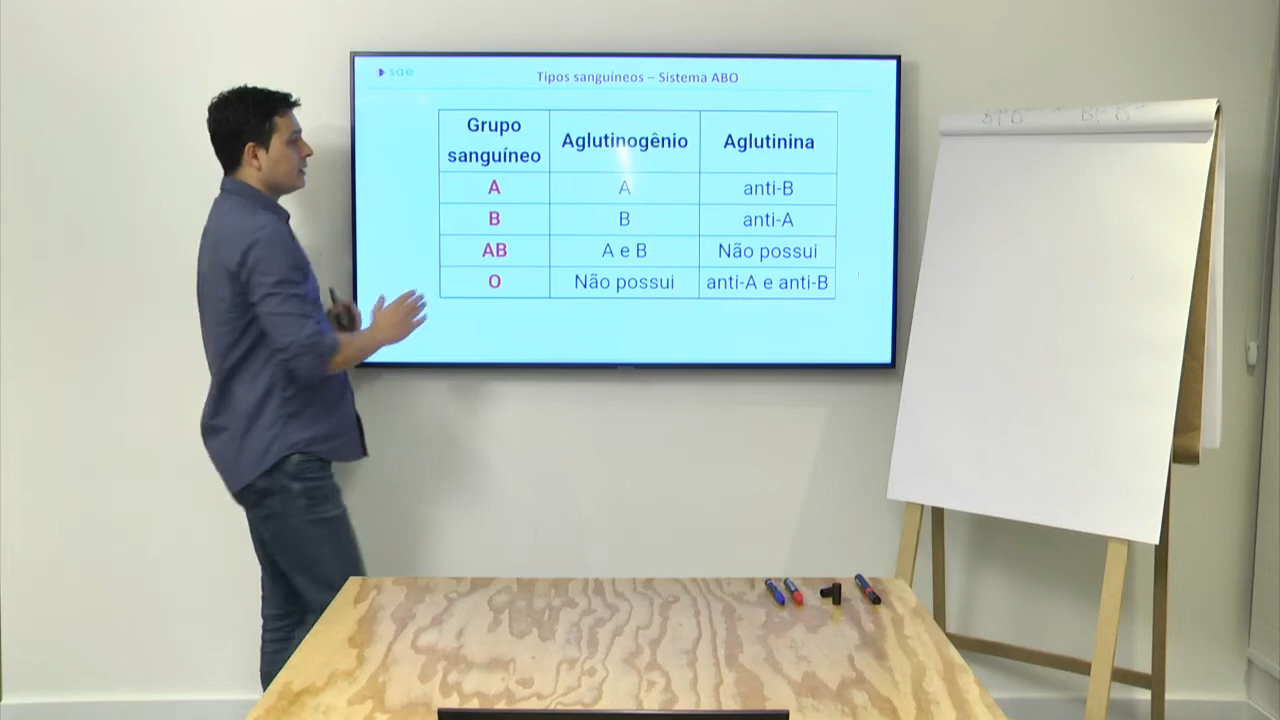 sae
Tipos sanguíneos – Sistema ABO
Grupo sanguíneo Aglutinogênio Aglutinina
A A anti-B
B B anti-A
AB A e B Não possui
O Não possui anti-A e anti-B